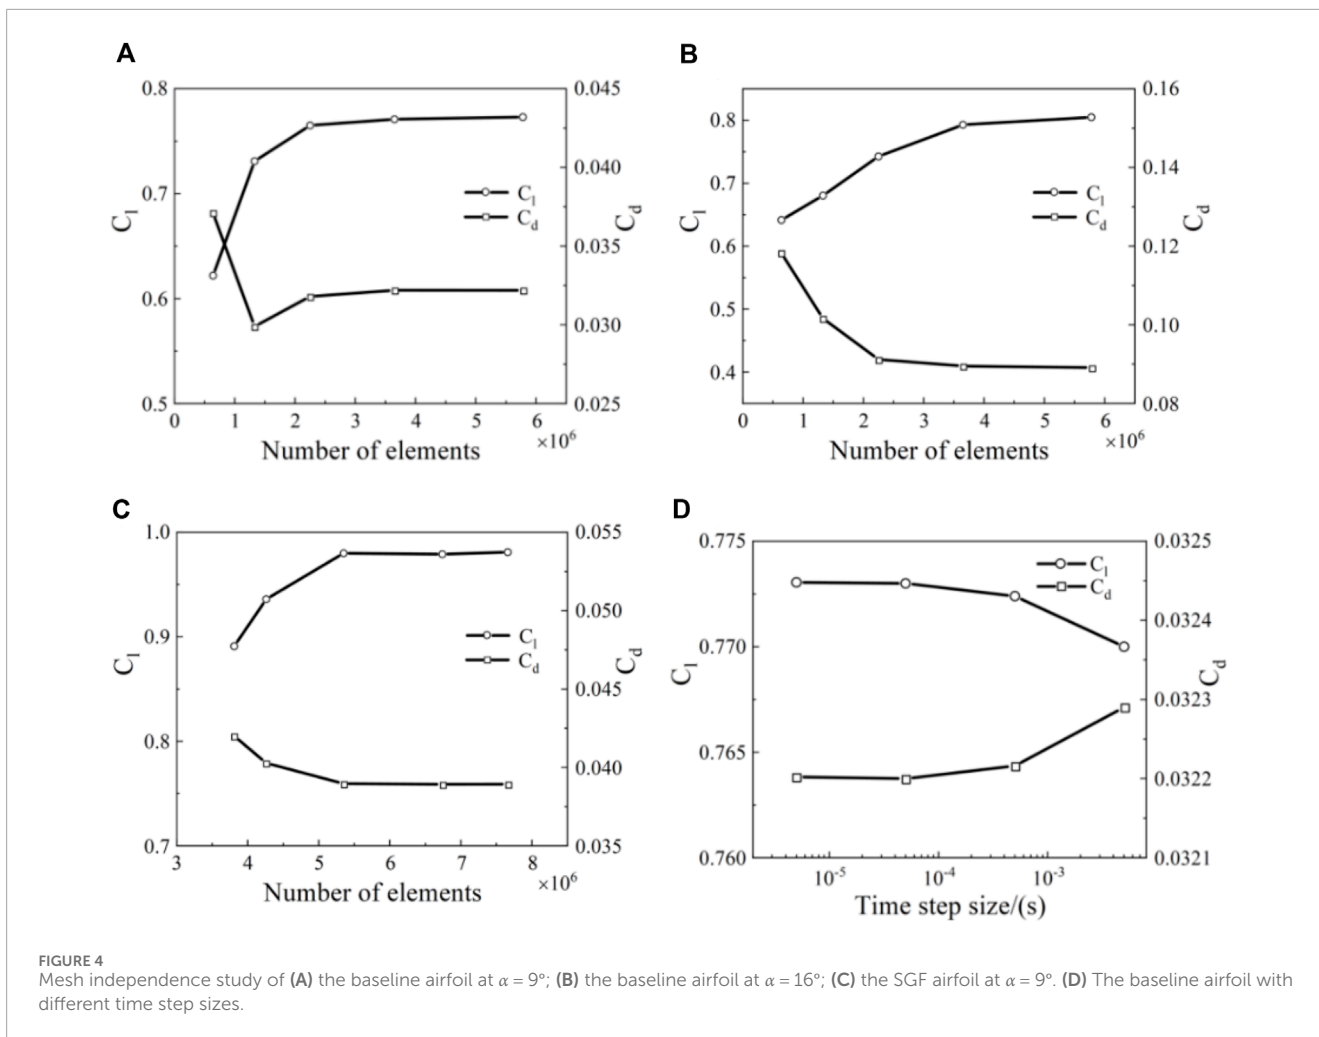 A
0.8
0.7
0.6
0.5
C_l
0.045
0.040
0.035
0.030
0.025
C_d
C_l
C_d
0 1 2 3 4 5 6
×10^6
Number of elements
B
0.8
0.7
0.6
0.5
0.4
C_l
0.16
0.14
0.12
0.10
0.08
C_d
C_l
C_d
0 1 2 3 4 5 6
×10^6
Number of elements
C
1.0
0.9
0.8
0.7
C_l
0.055
0.050
0.045
0.040
0.035
C_d
C_l
C_d
3 4 5 6 7 8
×10^6
Number of elements
D
0.775
0.770
0.765
0.760
C_l
0.0325
0.0324
0.0323
0.0322
0.0321
C_d
C_l
C_d
10^-5 10^-4 10^-3
Time step size/(s)
FIGURE 4
Mesh independence study of (A) the baseline airfoil at α = 9°; (B) the baseline airfoil at α = 16°; (C) the SGF airfoil at α = 9°. (D) The baseline airfoil with
different time step sizes.